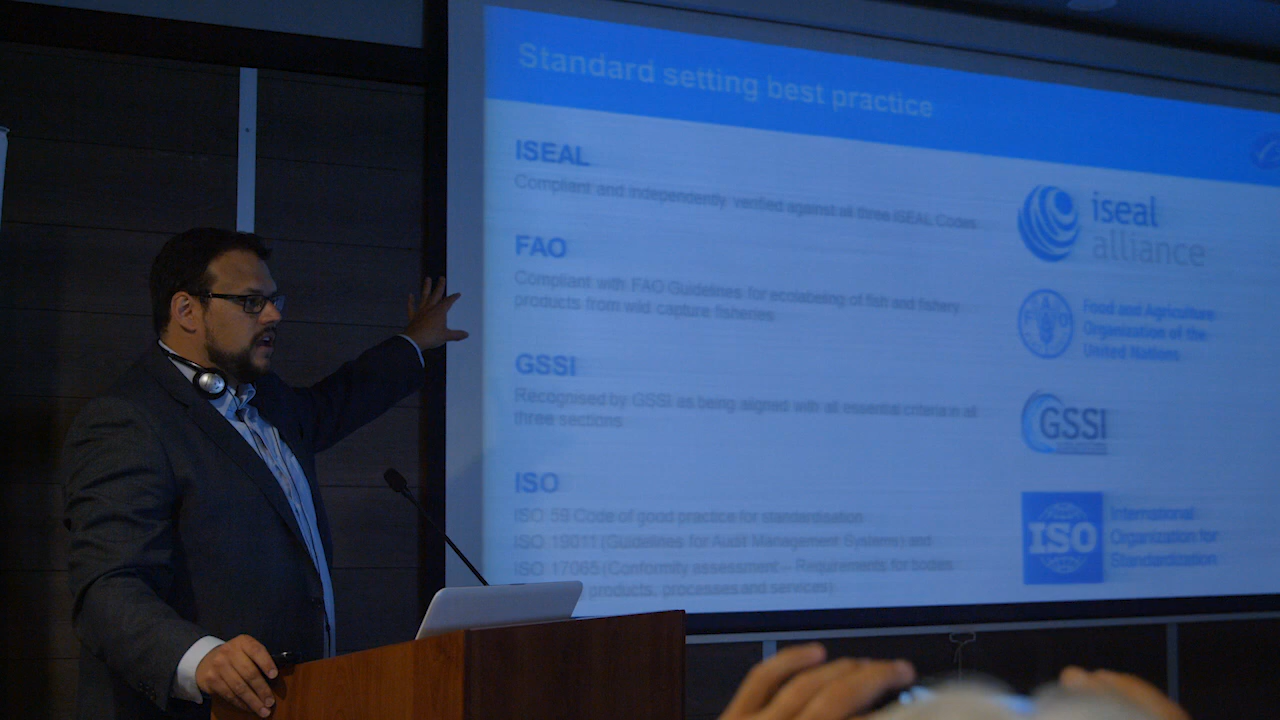 Standard setting best practice
ISEAL
Compliant and independently verified against all three ISEAL Codes
iseal
alliance
FAO
Compliant with FAO Guidelines for ecolabeling of fish and fishery
products from wild capture fisheries
Food and Agriculture
Organization of the
United Nations
GSSI
Recognised by GSSI as being aligned with all essential criteria in all
three sections
GSSI
ISO
ISO 59 Code of good practice for standardisation
ISO 19011 (Guidelines for Audit Management Systems) and
ISO 17065 (Conformity assessment – Requirements for bodies
products, processes and services)
ISO
International
Organization for
Standardization